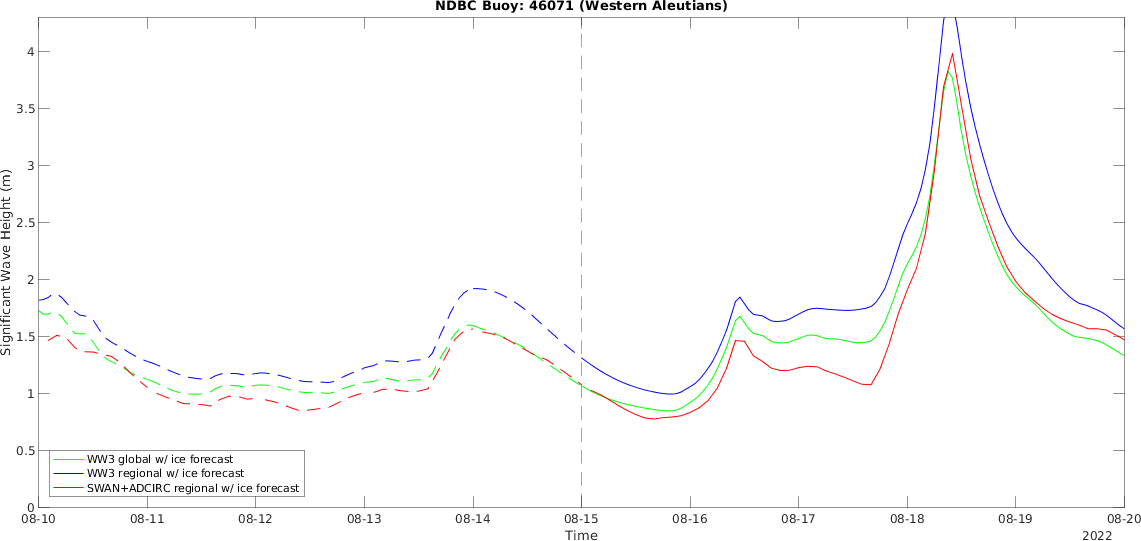 NDBC Buoy: 46071 (Western Aleutians)
4
3.5
3
2.5
2
1.5
1
0.5
0
Significant Wave Height (m)
WW3 global w/ ice forecast
WW3 regional w/ ice forecast
SWAN+ADCIRC regional w/ ice forecast
08-10 08-11 08-12 08-13 08-14 08-15 08-16 08-17 08-18 08-19 08-20
Time
2022